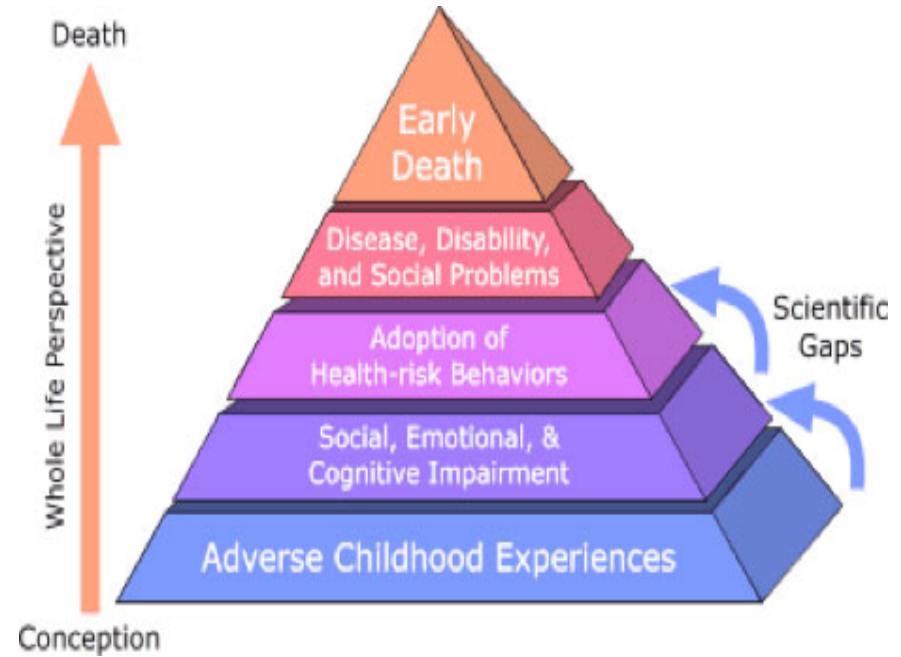 Death
Early
Death
Disease, Disability,
and Social Problems
Adoption of
Health-risk Behaviors
Social, Emotional, &
Cognitive Impairment
Adverse Childhood Experiences
Scientific
Gaps
Whole Life Perspective
Conception